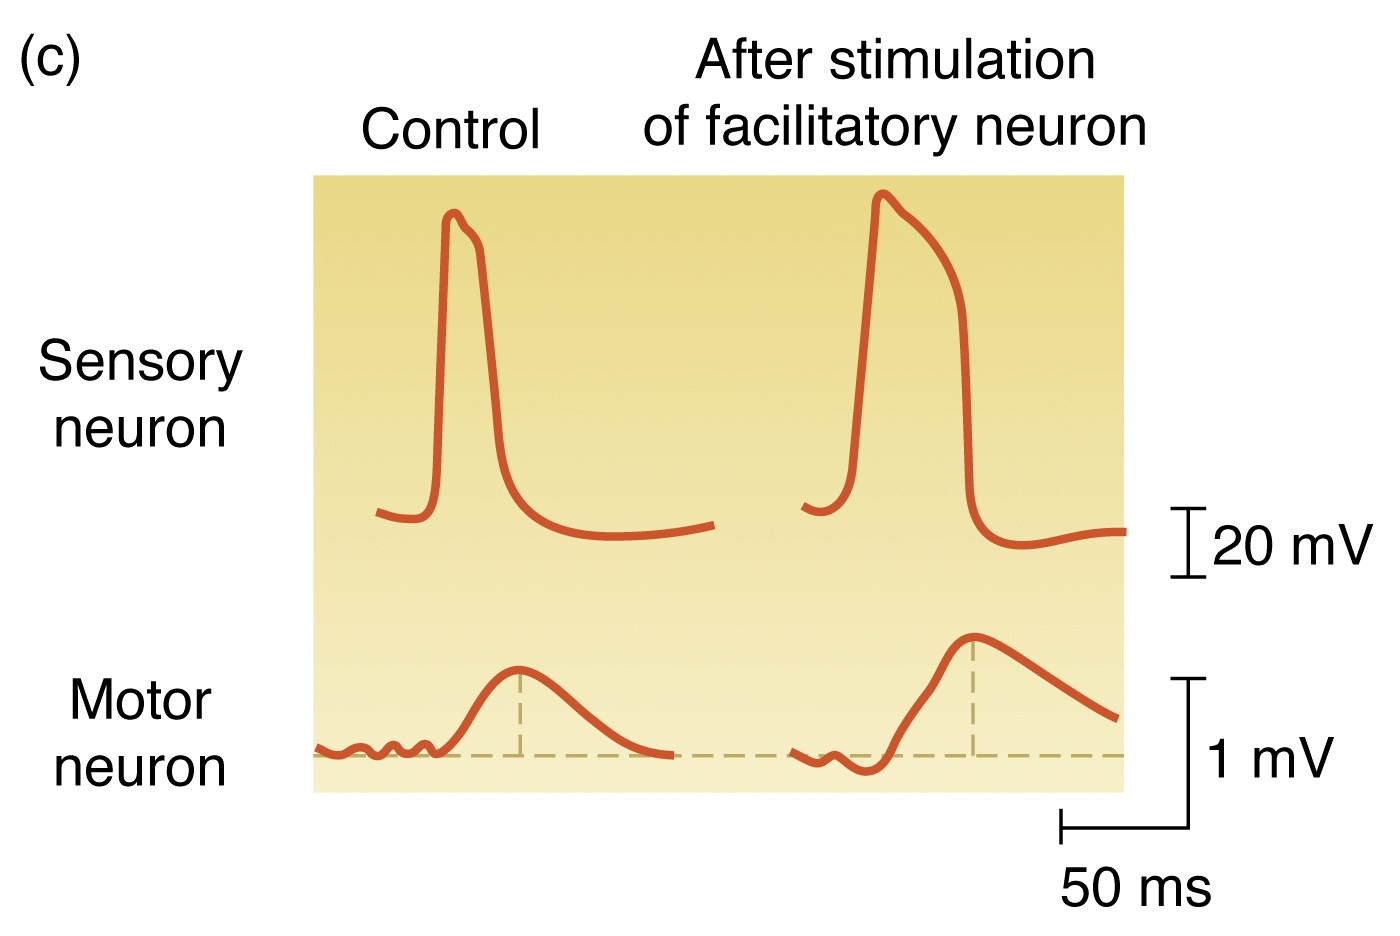 (c)
Control
After stimulation
of facilitatory neuron
Sensory
neuron
20 mV
Motor
neuron
1 mV
50 ms